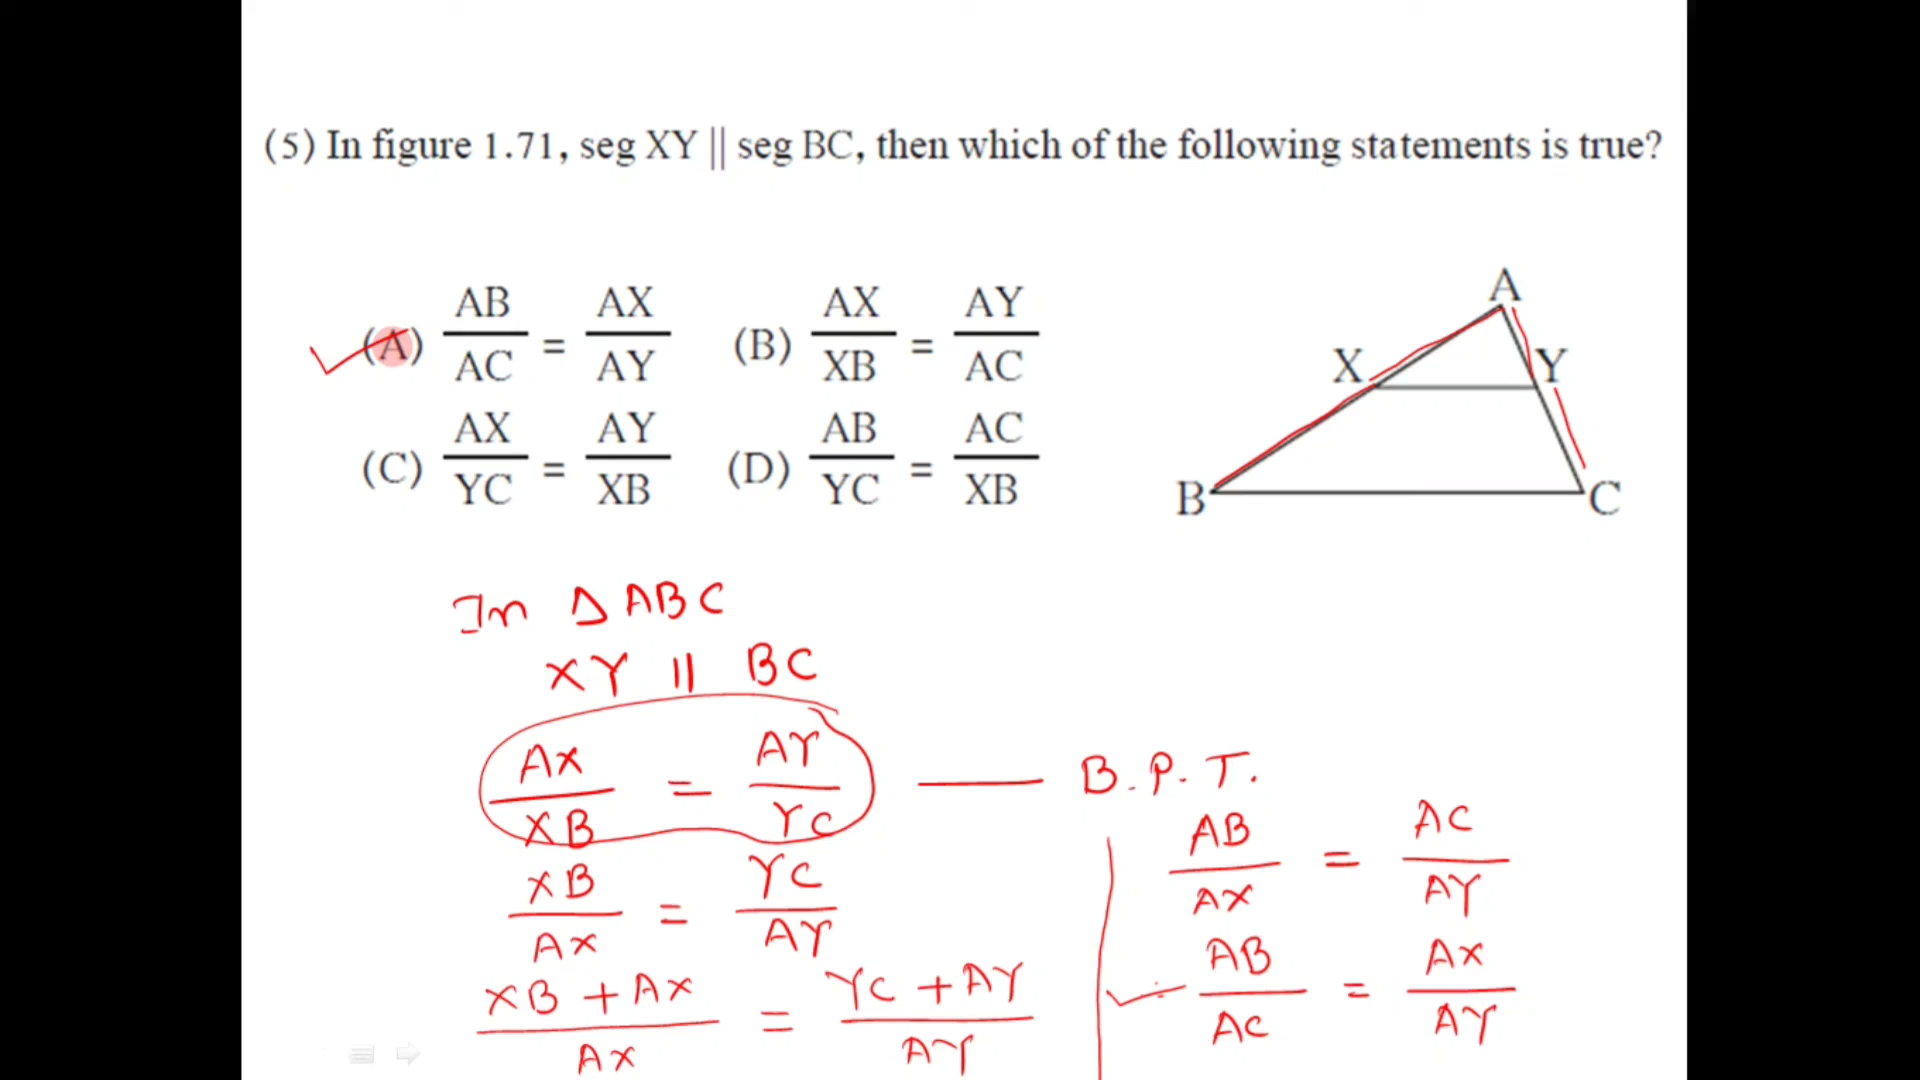 (5) In figure 1.71, seg XY || seg BC, then which of the following statements is true?
(A) AB/AC = AX/AY (B) AX/XB = AY/AC
(C) AX/YC = AY/XB (D) AB/YC = AC/XB
A
X Y
B C
In Δ ABC
XY || BC
AX/XB = AY/YC — B.P.T.
XB/AX = YC/AY
XB + AX/AX = YC + AY/AY
AB/AX = AC/AY
AB/AC = AX/AY